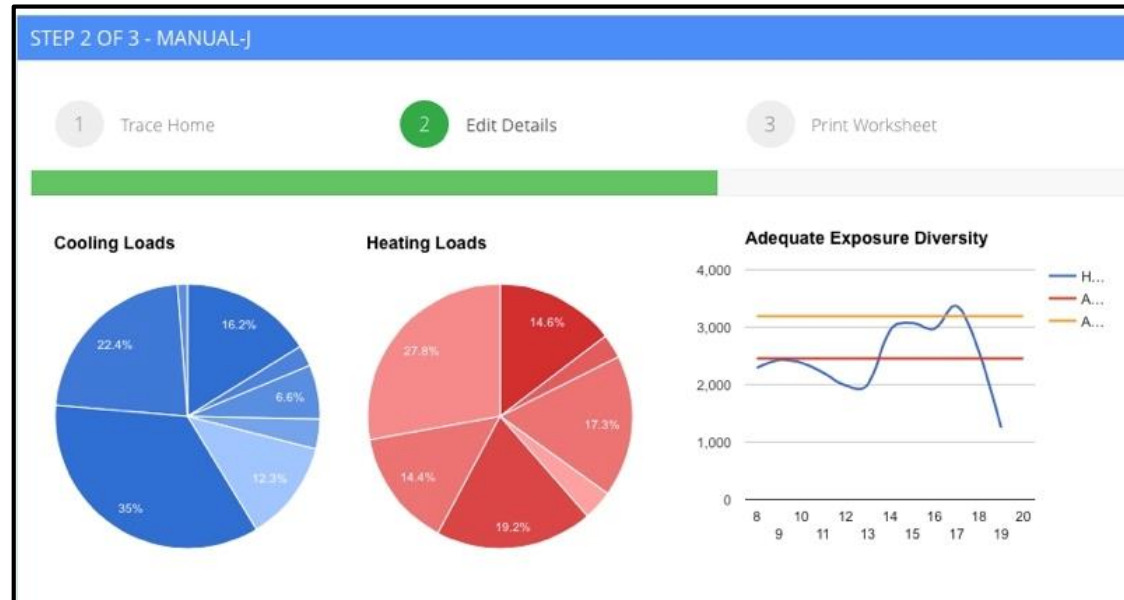 STEP 2 OF 3 - MANUAL-J
1 Trace Home
2 Edit Details
3 Print Worksheet
Cooling Loads
16.2%
6.6%
12.3%
35%
22.4%
Heating Loads
14.6%
17.3%
19.2%
14.4%
27.8%
Adequate Exposure Diversity
4,000
3,000
2,000
1,000
0
8 10 12 14 16 18 20
9 11 13 15 17 19
H...
A...
A...